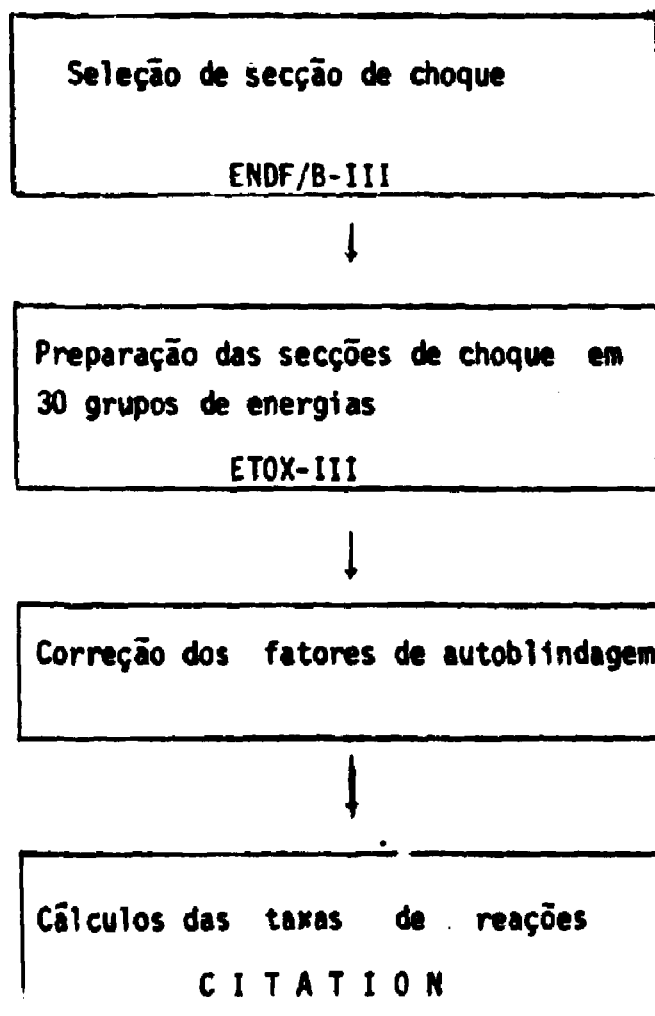 Seleção de secção de choque
ENDF/B-III
Preparação das secções de choque em
30 grupos de energias
ETOX-III
Correção dos fatores de autoblindagem
Cãlculos das taxas de reações
C I T A T I O N